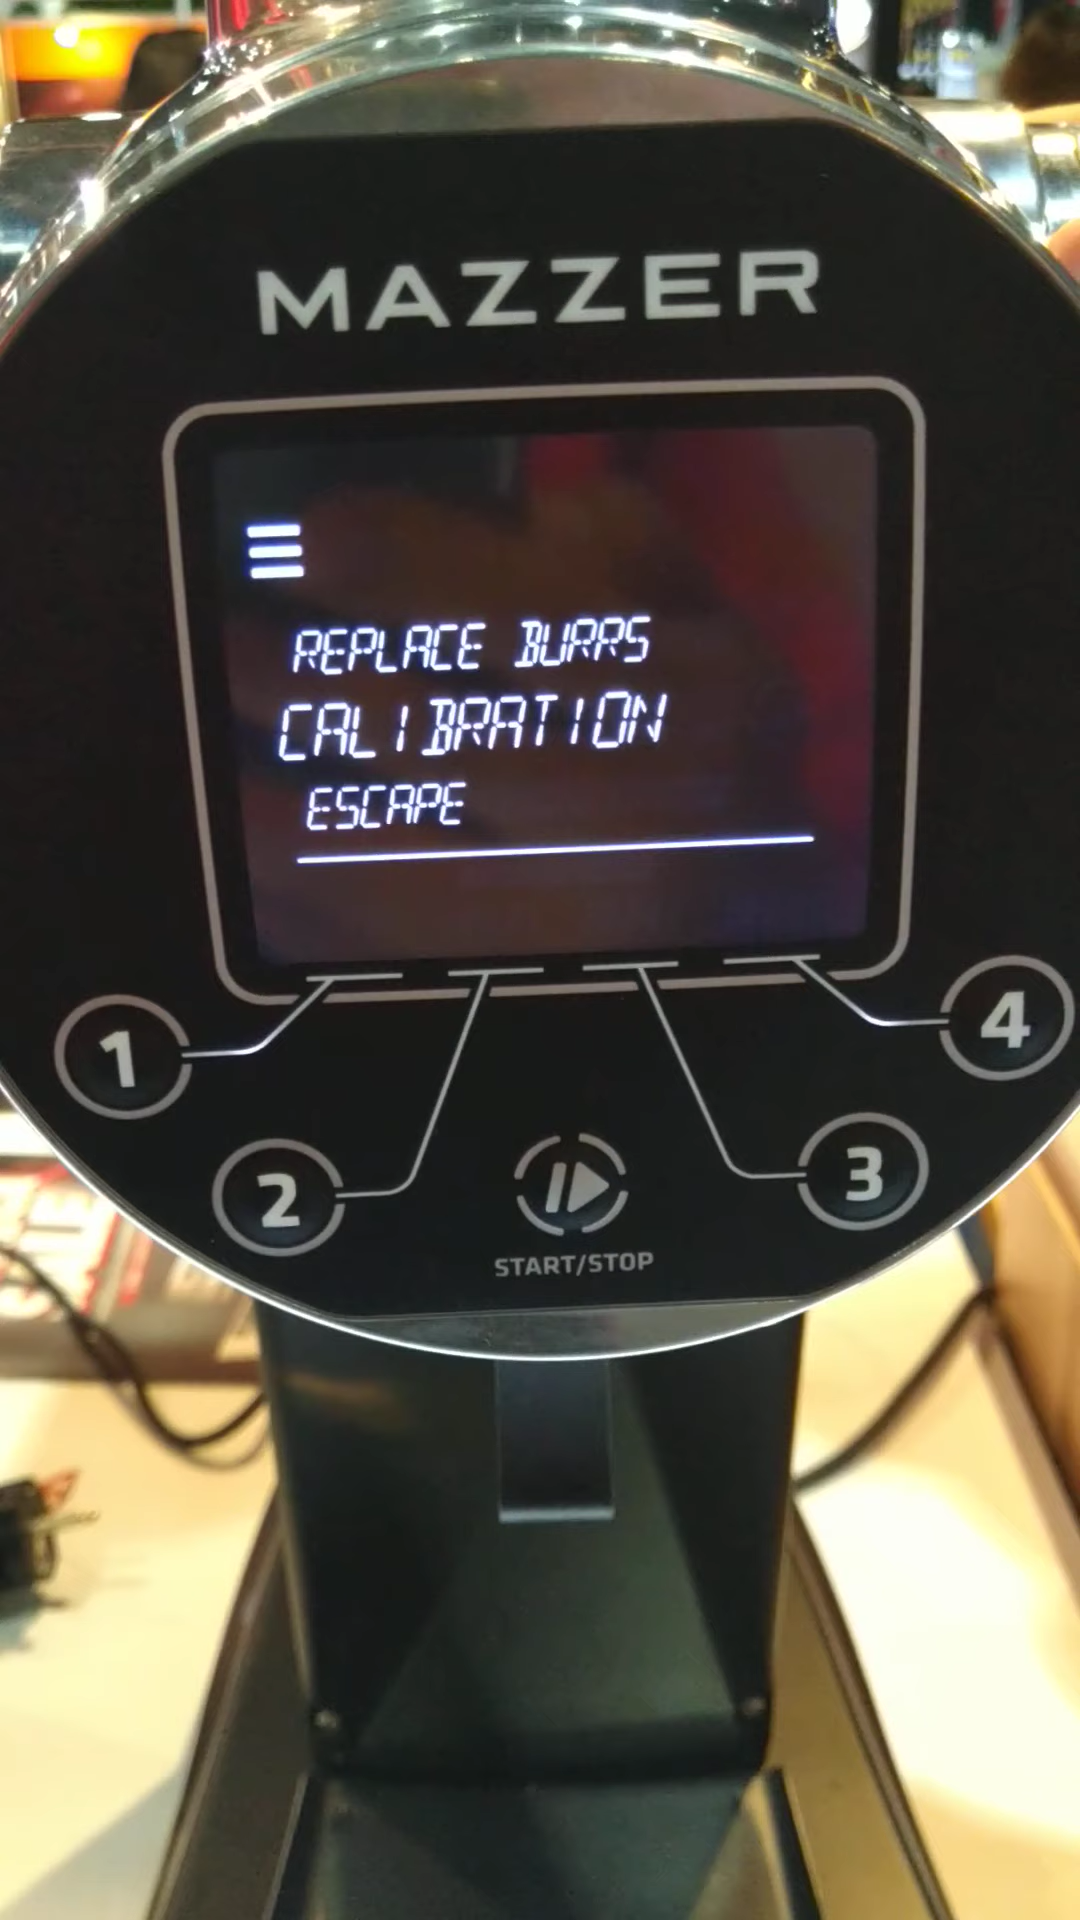 MAZZER
REPLACE BURRS
CALIBRATION
ESCAPE
1
2
3
4
START/STOP